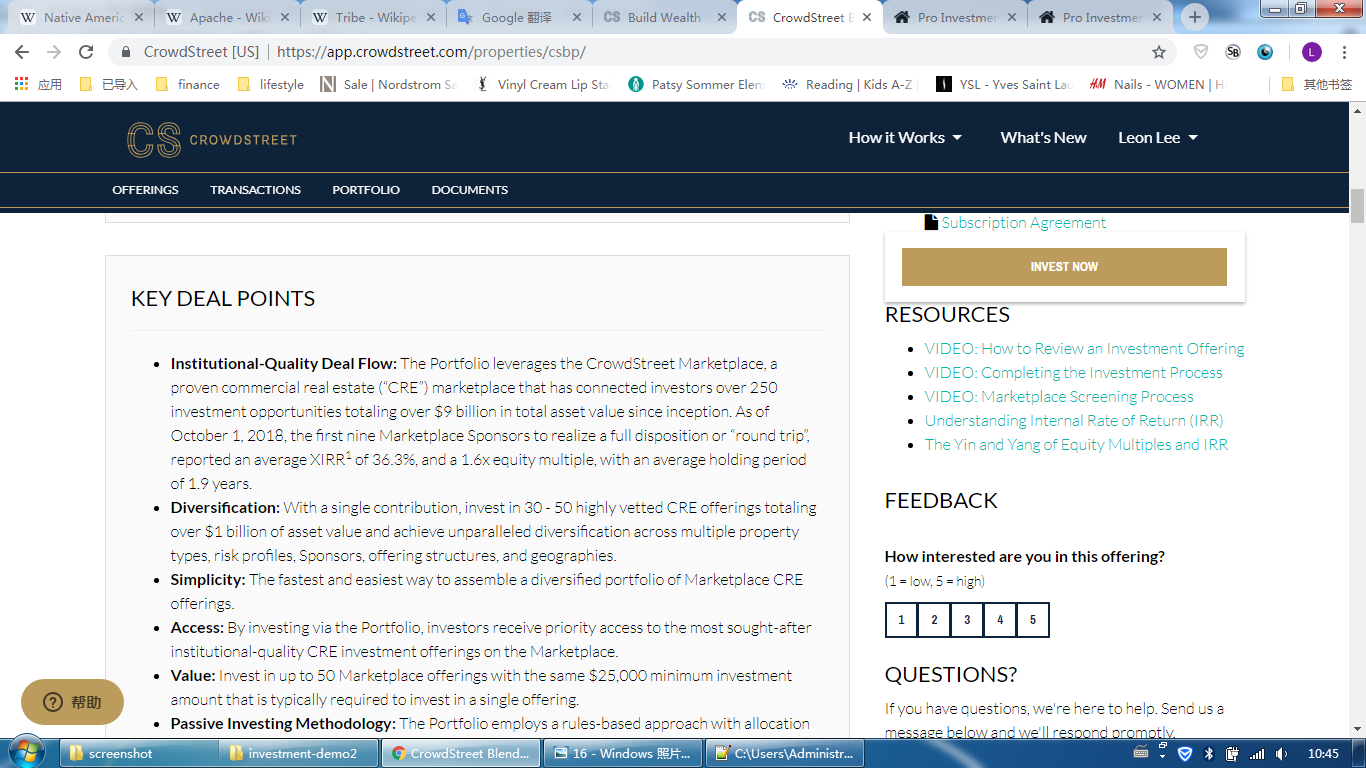 Native Americ
Apache - Wiki
Tribe - Wikipe
Google 翻译
Build Wealth -
CrowdStreet B
Pro Investmen
Pro Investmen
CrowdStreet [US] | https://app.crowdstreet.com/properties/csbp/
应用
已导入
finance
lifestyle
Sale | Nordstrom Sa
Vinyl Cream Lip Sta
Patsy Sommer Elem
Reading | Kids A-Z |
YSL - Yves Saint Lau
H&M Nails - WOMEN | H
其他书签
CS CROWDSTREET
How it Works
What's New
Leon Lee
OFFERINGS
TRANSACTIONS
PORTFOLIO
DOCUMENTS
Subscription Agreement
INVEST NOW
KEY DEAL POINTS
• Institutional-Quality Deal Flow: The Portfolio leverages the CrowdStreet Marketplace, a
proven commercial real estate (“CRE”) marketplace that has connected investors over 250
investment opportunities totaling over $9 billion in total asset value since inception. As of
October 1, 2018, the first nine Marketplace Sponsors to realize a full disposition or “round trip”,
reported an average XIRR¹ of 36.3%, and a 1.6x equity multiple, with an average holding period
of 1.9 years.
• Diversification: With a single contribution, invest in 30 - 50 highly vetted CRE offerings totaling
over $1 billion of asset value and achieve unparalleled diversification across multiple property
types, risk profiles, Sponsors, offering structures, and geographies.
• Simplicity: The fastest and easiest way to assemble a diversified portfolio of Marketplace CRE
offerings.
• Access: By investing via the Portfolio, investors receive priority access to the most sought-after
institutional-quality CRE investment offerings on the Marketplace.
• Value: Invest in up to 50 Marketplace offerings with the same $25,000 minimum investment
amount that is typically required to invest in a single offering.
• Passive Investing Methodology: The Portfolio employs a rules-based approach with allocation
RESOURCES
• VIDEO: How to Review an Investment Offering
• VIDEO: Completing the Investment Process
• VIDEO: Marketplace Screening Process
• Understanding Internal Rate of Return (IRR)
• The Yin and Yang of Equity Multiples and IRR
FEEDBACK
How interested are you in this offering?
(1 = low, 5 = high)
1 2 3 4 5
QUESTIONS?
If you have questions, we're here to help. Send us a
message below and we'll respond promptly.
帮助
screenshot
investment-demo2
CrowdStreet Blend...
16 - Windows 照片...
C:\Users\Administr...
10:45